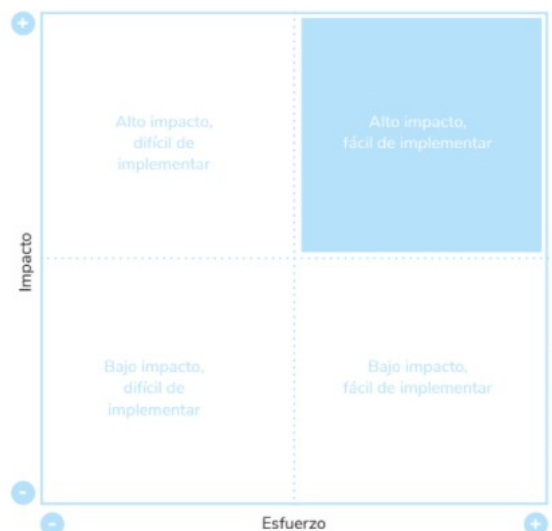 +
Alto impacto,
difícil de
implementar
Alto impacto,
fácil de implementar
Impacto
Bajo impacto,
difícil de
implementar
Bajo impacto,
fácil de implementar
-
-
Esfuerzo
+